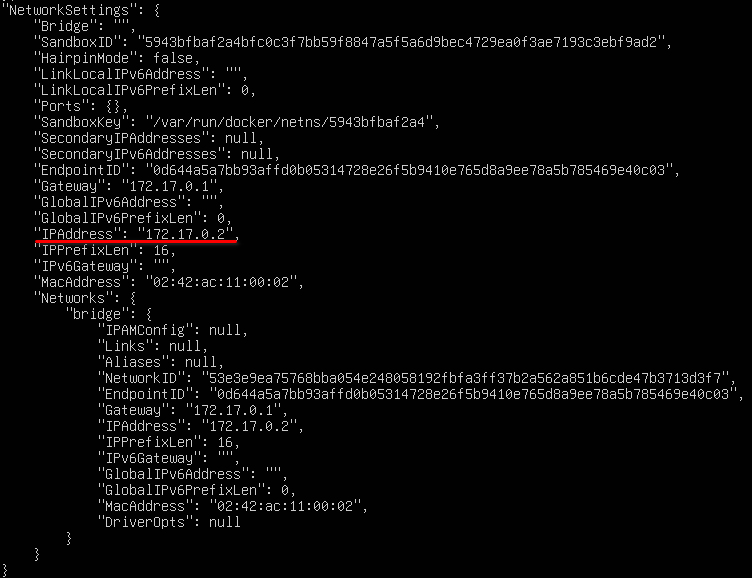 "NetworkSettings": {
    "Bridge": "",
    "SandboxID": "5943bfbaf2a4bfc0c3f7bb59f8847a5f5a6d9bec4729ea0f3ae7193c3ebf9ad2",
    "HairpinMode": false,
    "LinkLocalIPv6Address": "",
    "LinkLocalIPv6PrefixLen": 0,
    "Ports": {},
    "SandboxKey": "/var/run/docker/netns/5943bfbaf2a4",
    "SecondaryIPAddresses": null,
    "SecondaryIPv6Addresses": null,
    "EndpointID": "0d644a5a7bb93affd0b05314728e26f5b9410e765d8a9ee78a5b785469e40c03",
    "Gateway": "172.17.0.1",
    "GlobalIPv6Address": "",
    "GlobalIPv6PrefixLen": 0,
    "IPAddress": "172.17.0.2",
    "IPPrefixLen": 16,
    "IPv6Gateway": "",
    "MacAddress": "02:42:ac:11:00:02",
    "Networks": {
        "bridge": {
            "IPAMConfig": null,
            "Links": null,
            "Aliases": null,
            "NetworkID": "53e3e9ea75768bba054e248058192fbfa3ff37b2a562a851b6cde47b3713d3f7",
            "EndpointID": "0d644a5a7bb93affd0b05314728e26f5b9410e765d8a9ee78a5b785469e40c03",
            "Gateway": "172.17.0.1",
            "IPAddress": "172.17.0.2",
            "IPPrefixLen": 16,
            "IPv6Gateway": "",
            "GlobalIPv6Address": "",
            "GlobalIPv6PrefixLen": 0,
            "MacAddress": "02:42:ac:11:00:02",
            "DriverOpts": null
        }
    }
}